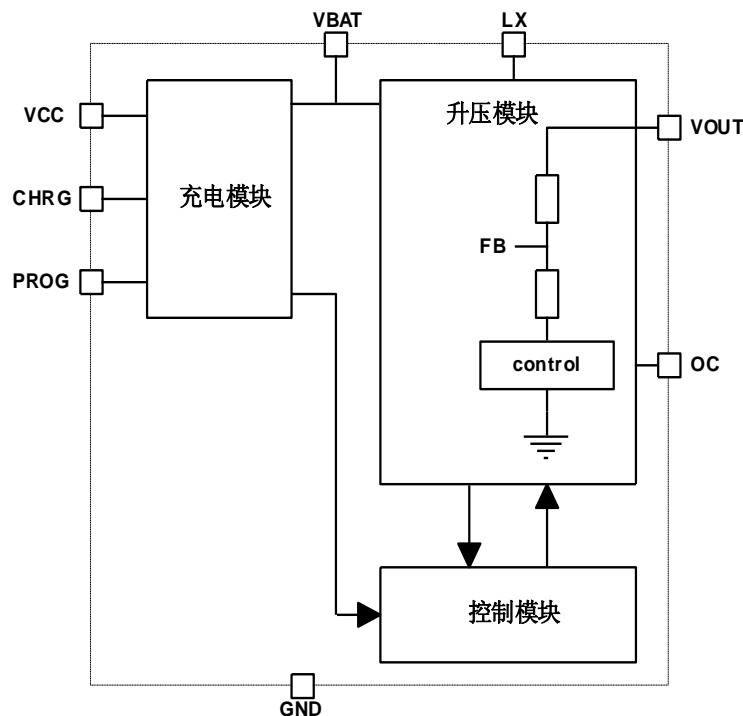 VBAT
LX
VCC
升压模块
VOUT
CHRG
充电模块
FB
PROG
control
OC
控制模块
GND